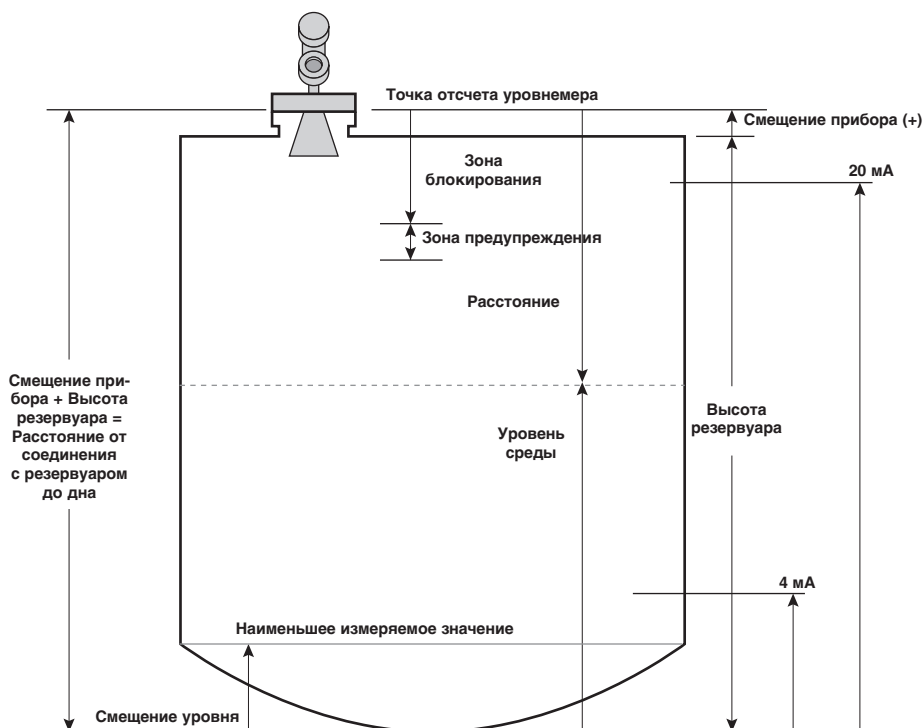 Точка отсчета уровнемера
Смещение прибора (+)
Зона
блокирования
20 мА
Зона предупреждения
Расстояние
Смещение при-
бора + Высота
резервуара =
Расстояние от
соединения
с резервуаром
до дна
Высота
резервуара
Уровень
среды
4 мА
Наименьшее измеряемое значение
Смещение уровня